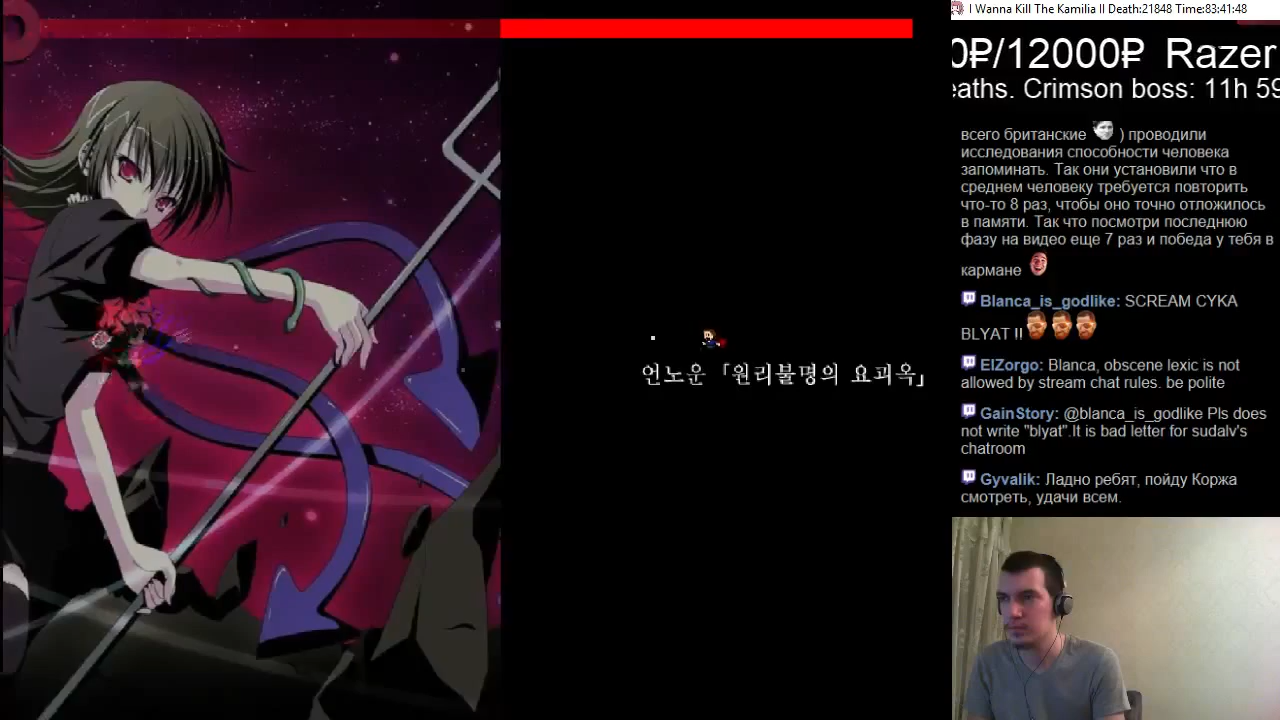 I Wanna Kill The Kamilia II Death:21848 Time:83:41:48
0₽/12000₽ Razer
eaths. Crimson boss: 11h 59
всего британские ) проводили
исследования способности человека
запоминать. Так они установили что в
среднем человеку требуется повторить
что-то 8 раз, чтобы оно точно отложилось
в памяти. Так что посмотри последнюю
фазу на видео еще 7 раз и победа у тебя в
кармане
Blanca_is_godlike: SCREAM CYKA
BLYAT !!
ElZorgo: Blanca, obscene lexic is not
allowed by stream chat rules. be polite
GainStory: @blanca_is_godlike Pls does
not write "blyat".It is bad letter for sudalv's
chatroom
Gyvalik: Ладно ребят, пойду Коржа
смотреть, удачи всем.
언노운「원리불명의 요괴옥」